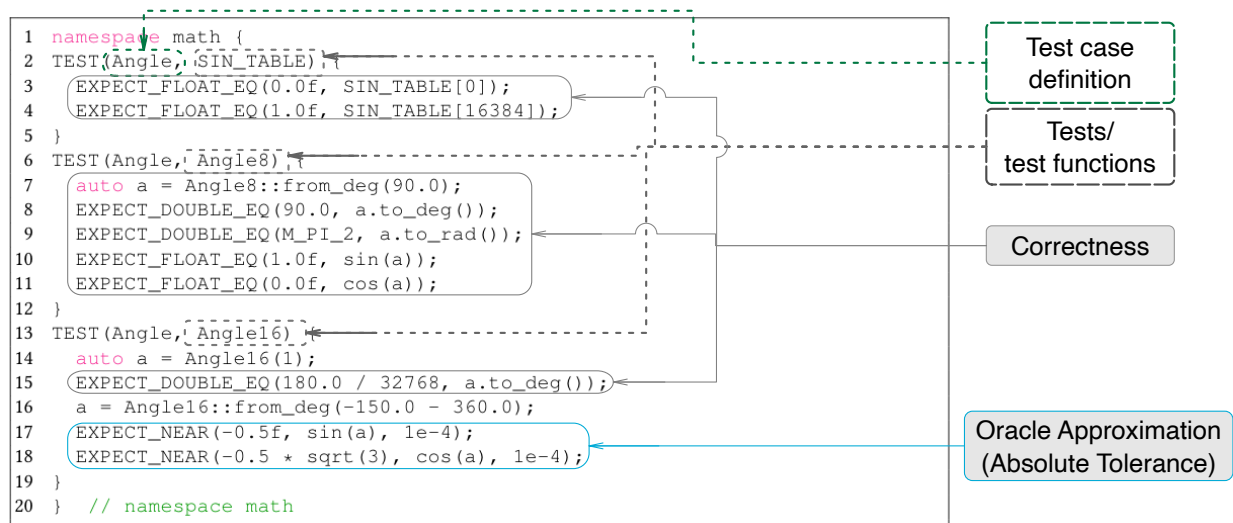 1 namespace math {
2 TEST(Angle, SIN_TABLE) {
3 EXPECT_FLOAT_EQ(0.0f, SIN_TABLE[0]);
4 EXPECT_FLOAT_EQ(1.0f, SIN_TABLE[16384]);
5 }
6 TEST(Angle, Angle8) {
7 auto a = Angle8::from_deg(90.0);
8 EXPECT_DOUBLE_EQ(90.0, a.to_deg());
9 EXPECT_DOUBLE_EQ(M_PI_2, a.to_rad());
10 EXPECT_FLOAT_EQ(1.0f, sin(a));
11 EXPECT_FLOAT_EQ(0.0f, cos(a));
12 }
13 TEST(Angle, Angle16) {
14 auto a = Angle16(1);
15 EXPECT_DOUBLE_EQ(180.0 / 32768, a.to_deg());
16 a = Angle16::from_deg(-150.0 - 360.0);
17 EXPECT_NEAR(-0.5f, sin(a), 1e-4);
18 EXPECT_NEAR(-0.5 * sqrt(3), cos(a), 1e-4);
19 }
20 } // namespace math
Test case
definition
Tests/
test functions
Correctness
Oracle Approximation
(Absolute Tolerance)